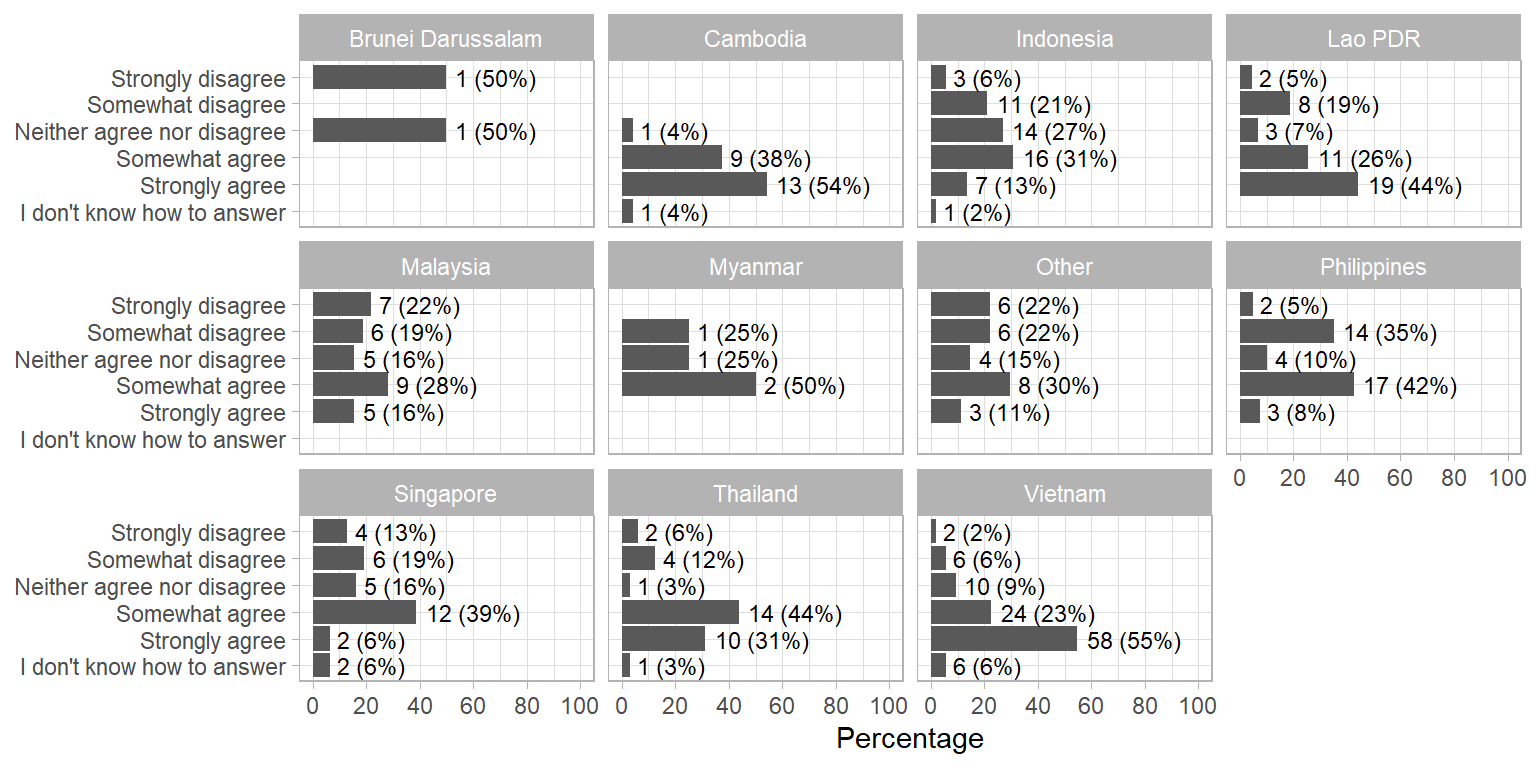 Brunei Darussalam Cambodia Indonesia Lao PDR
Strongly disagree 1 (50%) 3 (6%) 2 (5%)
Somewhat disagree 11 (21%) 8 (19%)
Neither agree nor disagree 1 (50%) 1 (4%) 14 (27%) 3 (7%)
Somewhat agree 9 (38%) 16 (31%) 11 (26%)
Strongly agree 13 (54%) 7 (13%) 19 (44%)
I don't know how to answer 1 (4%) 1 (2%)
Malaysia Myanmar Other Philippines
Strongly disagree 7 (22%) 6 (22%) 2 (5%)
Somewhat disagree 6 (19%) 1 (25%) 6 (22%) 14 (35%)
Neither agree nor disagree 5 (16%) 1 (25%) 4 (15%) 4 (10%)
Somewhat agree 9 (28%) 2 (50%) 8 (30%) 17 (42%)
Strongly agree 5 (16%) 3 (11%) 3 (8%)
I don't know how to answer
0 20 40 60 80 100
Singapore Thailand Vietnam
Strongly disagree 4 (13%) 2 (6%) 2 (2%)
Somewhat disagree 6 (19%) 4 (12%) 6 (6%)
Neither agree nor disagree 5 (16%) 1 (3%) 10 (9%)
Somewhat agree 12 (39%) 14 (44%) 24 (23%)
Strongly agree 2 (6%) 10 (31%) 58 (55%)
I don't know how to answer 2 (6%) 1 (3%) 6 (6%)
0 20 40 60 80 100 0 20 40 60 80 100 0 20 40 60 80 100
Percentage